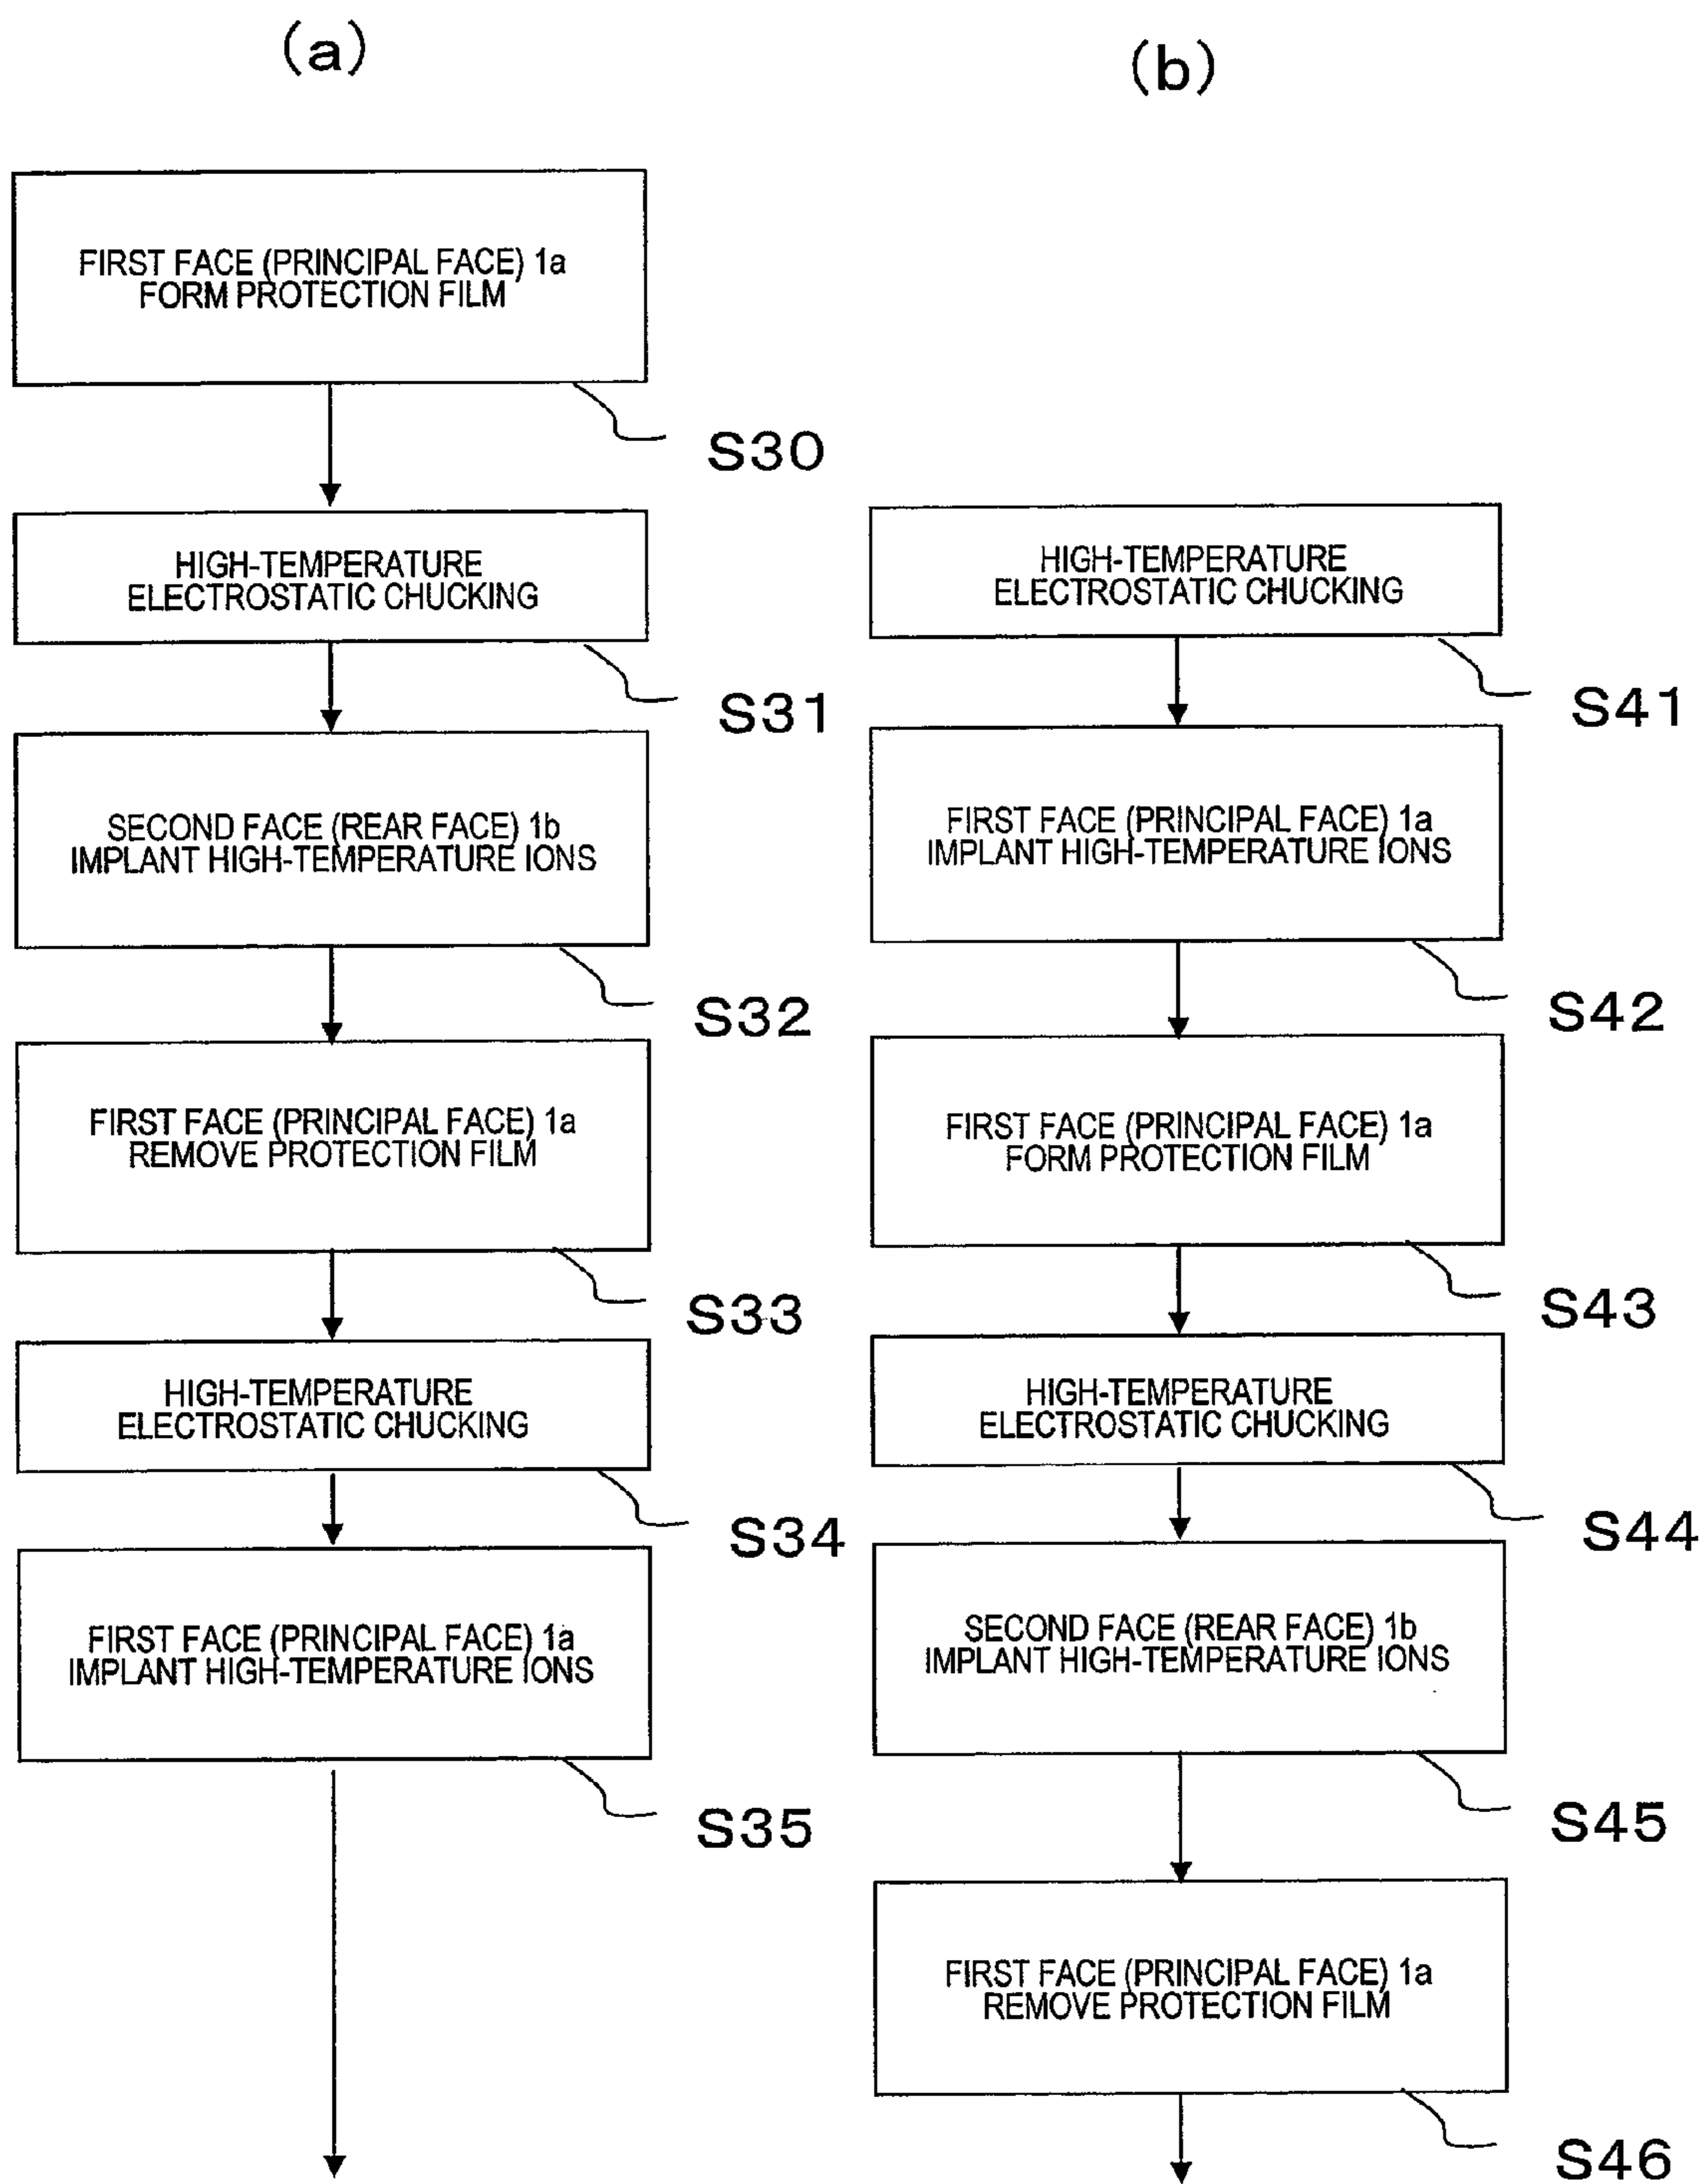 (a)
FIRST FACE (PRINCIPAL FACE) 1a
FORM PROTECTION FILM
S30
HIGH-TEMPERATURE
ELECTROSTATIC CHUCKING
S31
SECOND FACE (REAR FACE) 1b
IMPLANT HIGH-TEMPERATURE IONS
S32
FIRST FACE (PRINCIPAL FACE) 1a
REMOVE PROTECTION FILM
S33
HIGH-TEMPERATURE
ELECTROSTATIC CHUCKING
S34
FIRST FACE (PRINCIPAL FACE) 1a
IMPLANT HIGH-TEMPERATURE IONS
S35
(b)
HIGH-TEMPERATURE
ELECTROSTATIC CHUCKING
S41
FIRST FACE (PRINCIPAL FACE) 1a
IMPLANT HIGH-TEMPERATURE IONS
S42
FIRST FACE (PRINCIPAL FACE) 1a
FORM PROTECTION FILM
S43
HIGH-TEMPERATURE
ELECTROSTATIC CHUCKING
S44
SECOND FACE (REAR FACE) 1b
IMPLANT HIGH-TEMPERATURE IONS
S45
FIRST FACE (PRINCIPAL FACE) 1a
REMOVE PROTECTION FILM
S46